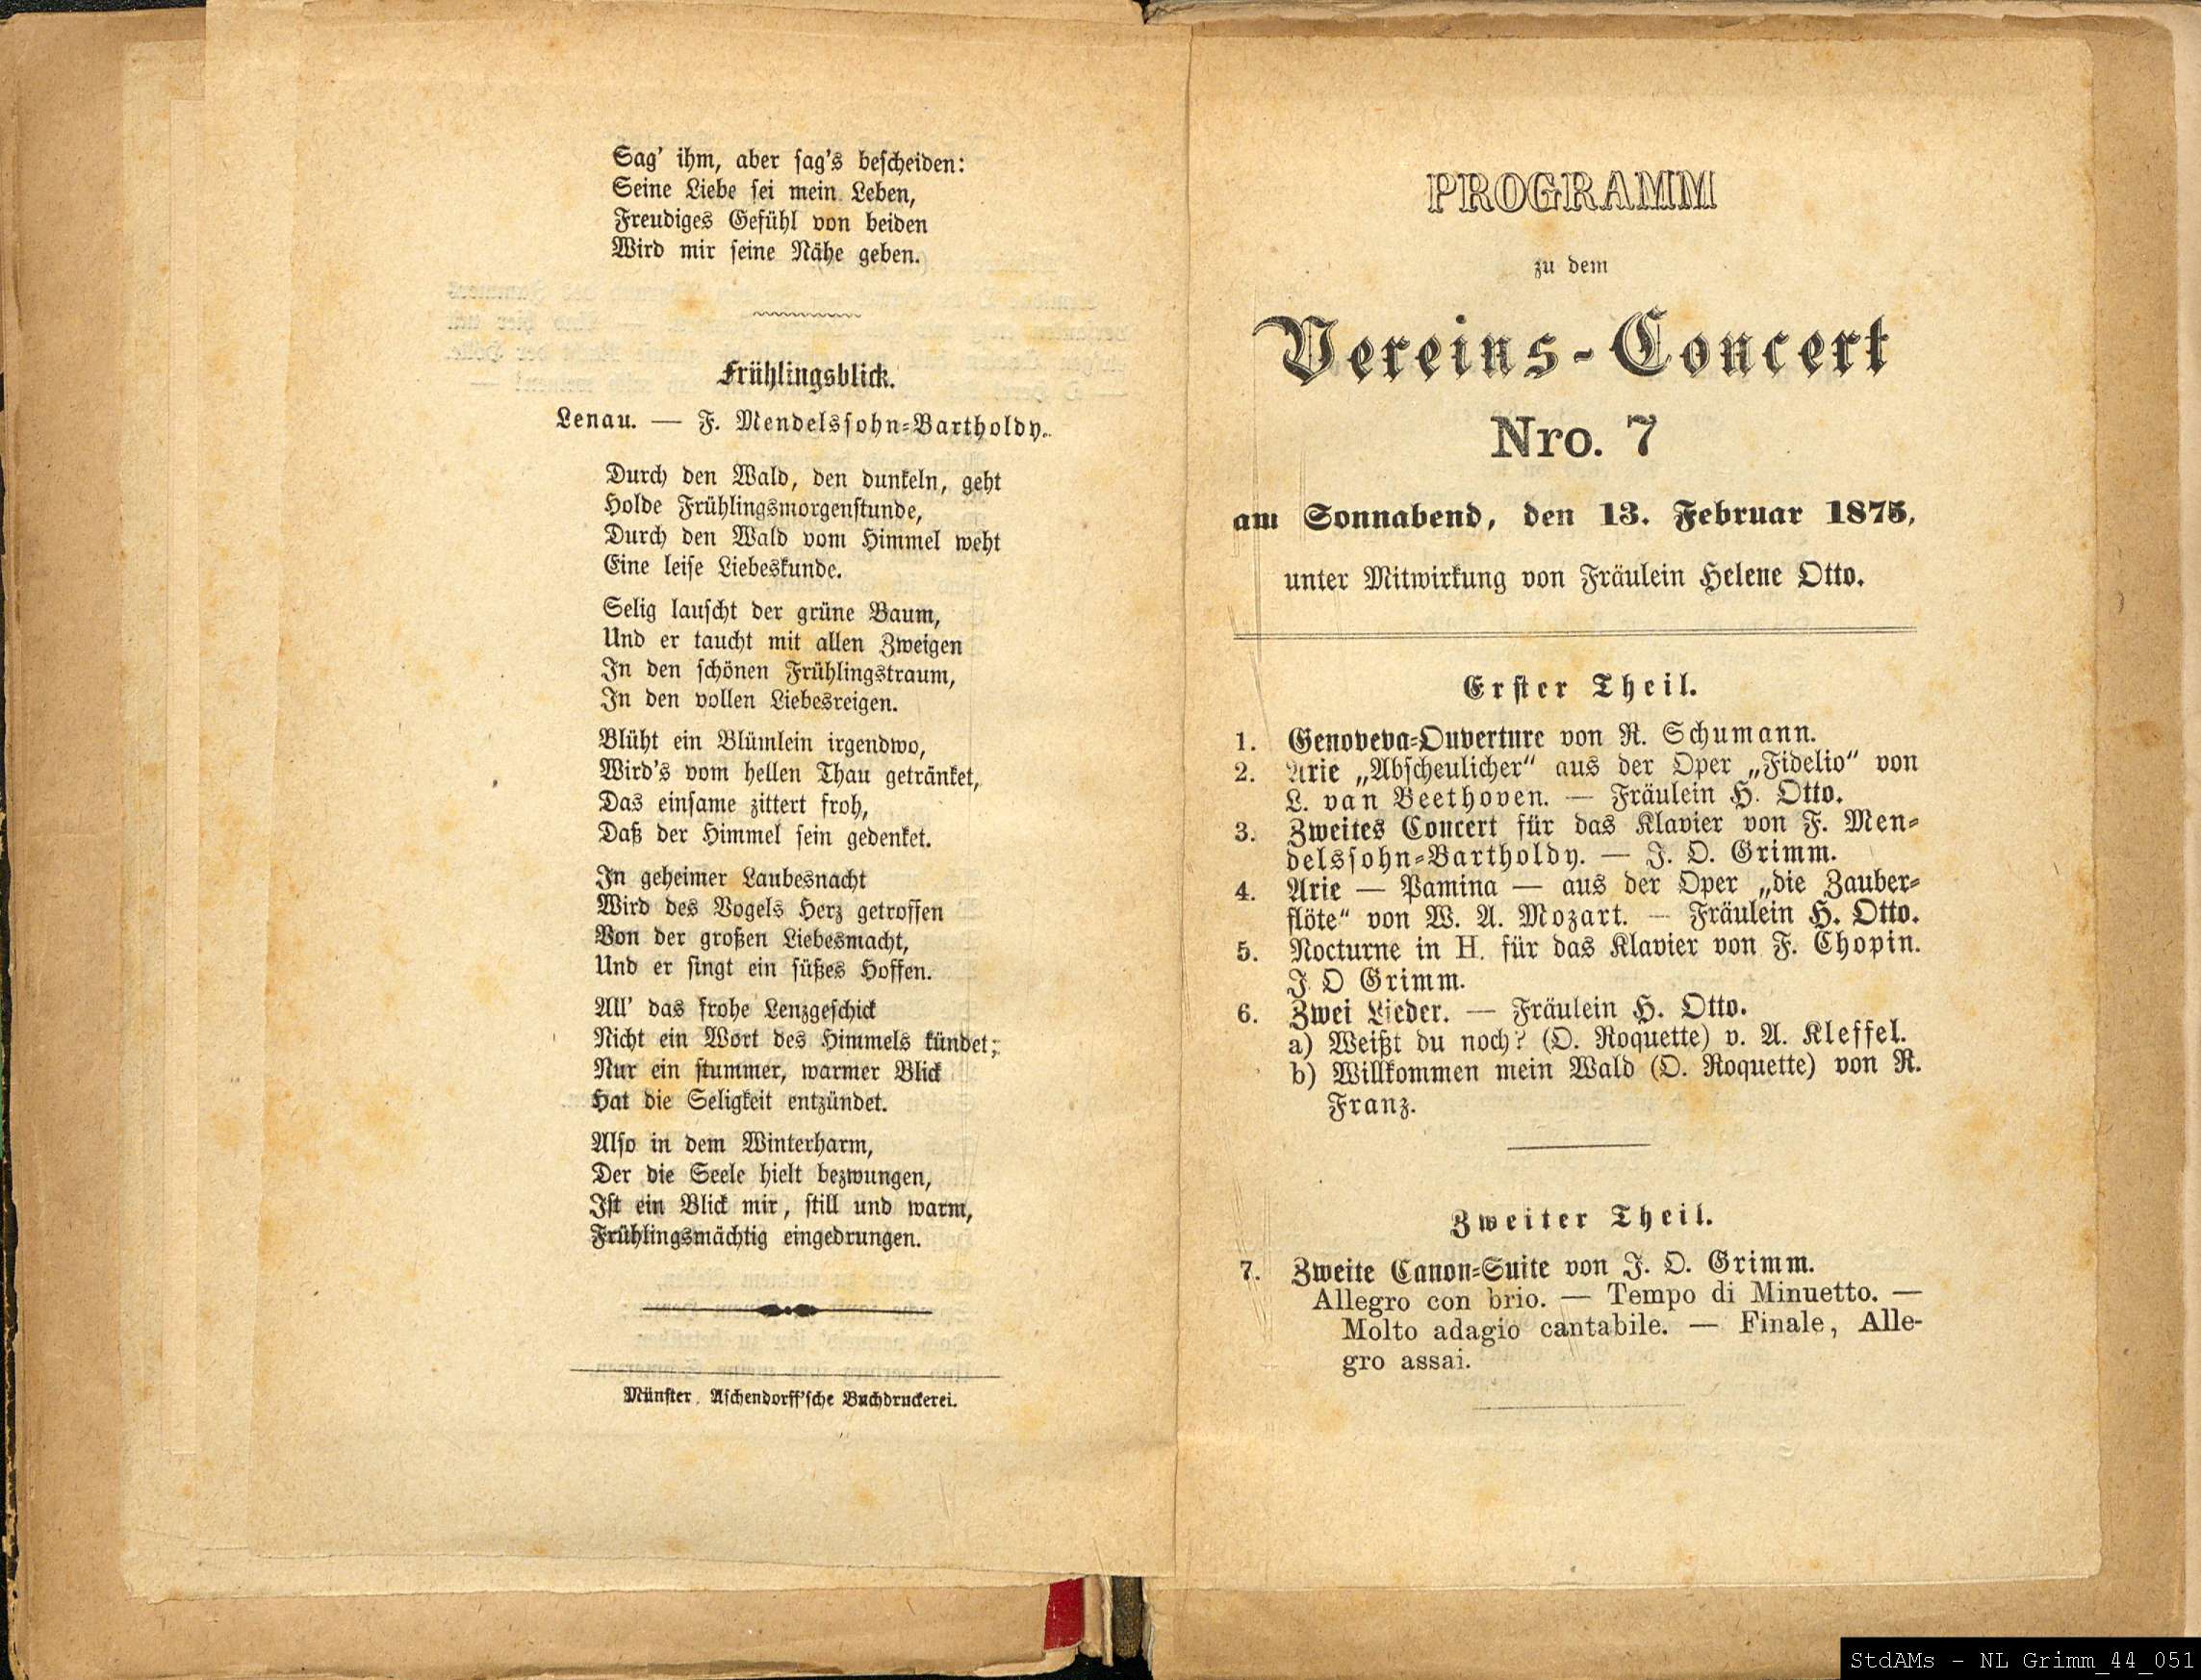 Sag' ihm, aber sag's bescheiden:
Seine Liebe sei mein Leben,
Freudiges Gefühl von beiden
Wird mir seine Nähe geben.
Frühlingsblick.
Lenau. — F. Mendelssohn-Bartholdy.
Durch den Wald, den dunkeln, geht
Holde Frühlingsmorgenstunde,
Durch den Wald vom Himmel weht
Eine leise Liebeskunde.
Selig lauscht der grüne Baum,
Und er taucht mit allen Zweigen
In den schönen Frühlingstraum,
In den vollen Liebesreigen.
Blüht ein Blümlein irgendwo,
Wird's vom hellen Thau getränket,
Das einsame zittert froh,
Daß der Himmel sein gedenket.
In geheimer Laubesnacht
Wird des Vogels Herz getroffen
Von der großen Liebesmacht,
Und er singt ein süßes Hoffen.
All' das frohe Lenzgeschick
Nicht ein Wort des Himmels kündet;
Nur ein stummer, warmer Blick
Hat die Seligkeit entzündet.
Also in dem Winterharm,
Der die Seele hielt bezwungen,
Ist ein Blick mir, still und warm,
Frühlingsmächtig eingedrungen.
Münster. Aschendorff'sche Buchdruckerei.
PROGRAMM
zu dem
Vereins-Concert
Nro. 7
am Sonnabend, den 13. Februar 1875,
unter Mitwirkung von Fräulein Helene Otto.
Erster Theil.
1. Genoveva-Ouverture von R. Schumann.
2. Arie „Abscheulicher“ aus der Oper „Fidelio“ von
L. van Beethoven. — Fräulein H. Otto.
3. Zweites Concert für das Klavier von F. Men-
delssohn-Bartholdy. — J. O. Grimm.
4. Arie — Pamina — aus der Oper „die Zauber-
flöte“ von W. A. Mozart. — Fräulein H. Otto.
5. Nocturne in H. für das Klavier von F. Chopin.
J O Grimm.
6. Zwei Lieder. — Fräulein H. Otto.
a) Weißt du noch? (O. Roquette) v. A. Kleffel.
b) Willkommen mein Wald (O. Roquette) von R.
Franz.
Zweiter Theil.
7. Zweite Canon-Suite von J. O. Grimm.
Allegro con brio. — Tempo di Minuetto. —
Molto adagio cantabile. — Finale, Alle-
gro assai.
StdAMs - NL Grimm_44_051